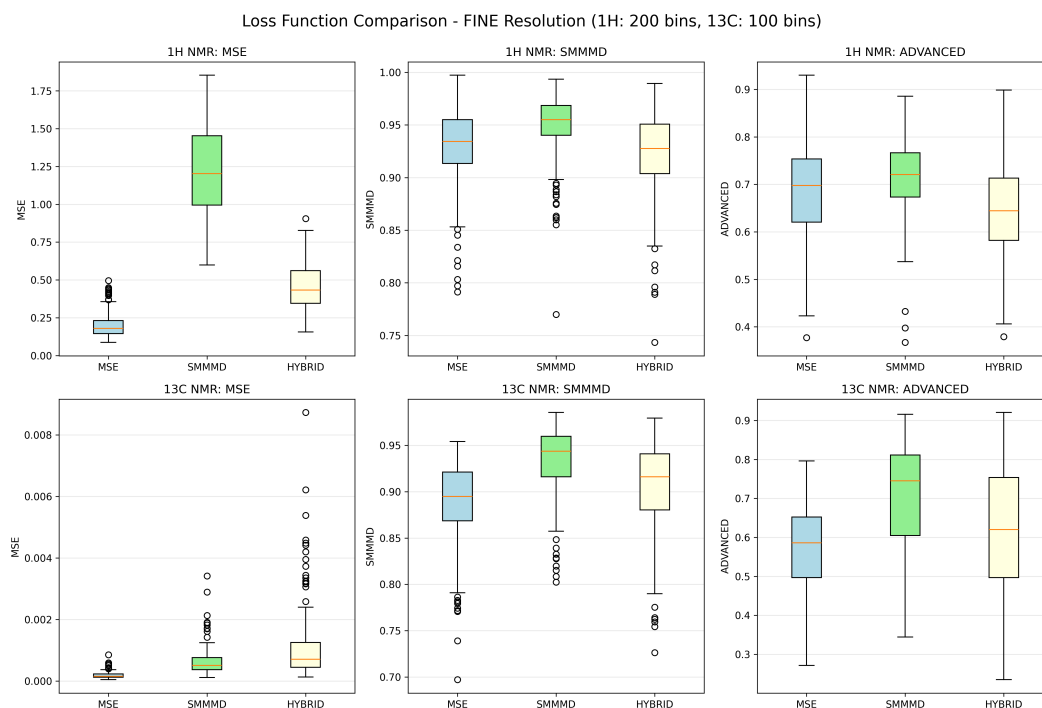 Loss Function Comparison - FINE Resolution (1H: 200 bins, 13C: 100 bins)
1H NMR: MSE
MSE
1.75
1.50
1.25
1.00
0.75
0.50
0.25
0.00
MSE SMMMD HYBRID
1H NMR: SMMMD
SMMMD
1.00
0.95
0.90
0.85
0.80
0.75
MSE SMMMD HYBRID
1H NMR: ADVANCED
ADVANCED
0.9
0.8
0.7
0.6
0.5
0.4
MSE SMMMD HYBRID
13C NMR: MSE
MSE
0.008
0.006
0.004
0.002
0.000
MSE SMMMD HYBRID
13C NMR: SMMMD
SMMMD
0.95
0.90
0.85
0.80
0.75
0.70
MSE SMMMD HYBRID
13C NMR: ADVANCED
ADVANCED
0.9
0.8
0.7
0.6
0.5
0.4
0.3
MSE SMMMD HYBRID